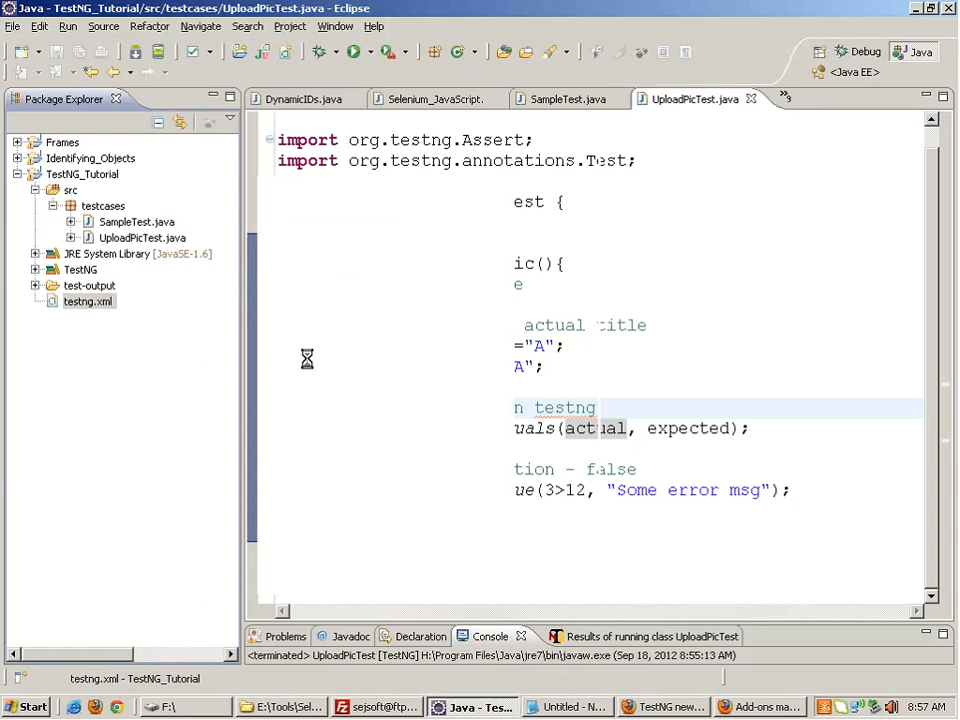 Java - TestNG_Tutorial/src/testcases/UploadPicTest.java - Eclipse
File Edit Run Source Refactor Navigate Search Project Window Help
Debug Java
<Java EE>
Package Explorer
DynamicIDs.java Selenium_JavaScript. SampleTest.java UploadPicTest.java »9
Frames
Identifying_Objects
TestNG_Tutorial
src
testcases
SampleTest.java
UploadPicTest.java
JRE System Library [JavaSE-1.6]
TestNG
test-output
testng.xml
import org.testng.Assert;
import org.testng.annotations.Test;
est {
ic(){
e
actual title
="A";
A";
n testng
uals(actual, expected);
tion - false
ue(3>12, "Some error msg");
Problems Javadoc Declaration Console Results of running class UploadPicTest
<terminated> UploadPicTest [TestNG] H:\Program Files\Java\jre7\bin\javaw.exe (Sep 18, 2012 8:55:13 AM)
testng.xml - TestNG_Tutorial
Start F:\ E:\Tools\Sel... sejsoft@ftp... Java - Tes... Untitled - N... TestNG new... Add-ons ma... 8:57 AM